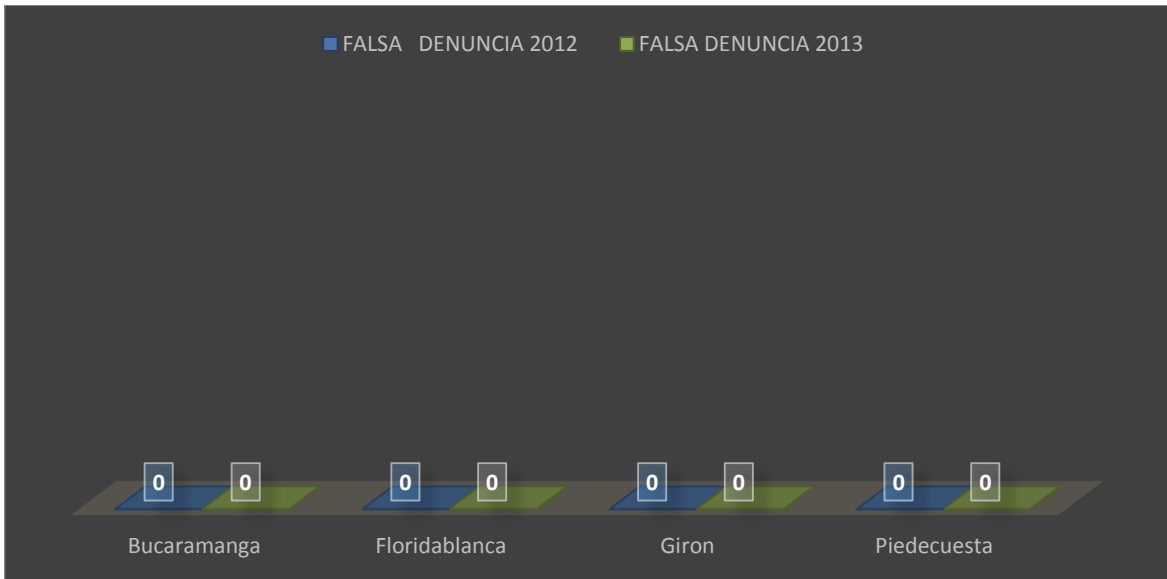 FALSA DENUNCIA 2012 FALSA DENUNCIA 2013
0 0 0 0 0 0 0 0
Bucaramanga Floridablanca Giron Piedecuesta